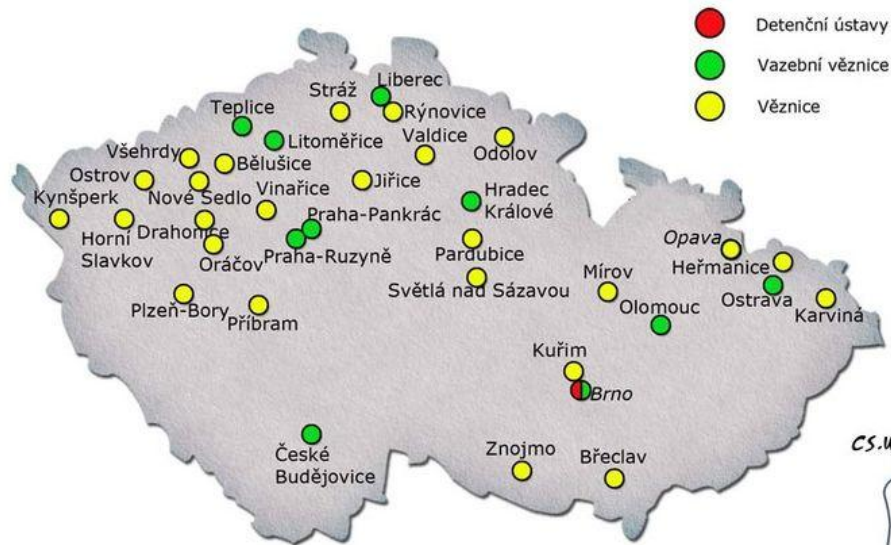 Detenční ústavy
Vazební věznice
Věznice
Liberec
Stráž
Rýnovice
Teplice
Litoměřice
Valdice
Odolov
Všehrdy
Bělušice
Ostrov
Nové Sedlo
Vinařice
Jiřice
Hradec
Králové
Kynšperk
Horní
Slavkov
Drahonice
Praha-Pankrác
Praha-Ruzyně
Oráčov
Pardubice
Opava
Heřmanice
Světlá nad Sázavou
Mírov
Ostrava
Karviná
Plzeň-Bory
Příbram
Olomouc
Kuřim
Brno
České
Budějovice
Znojmo
Břeclav